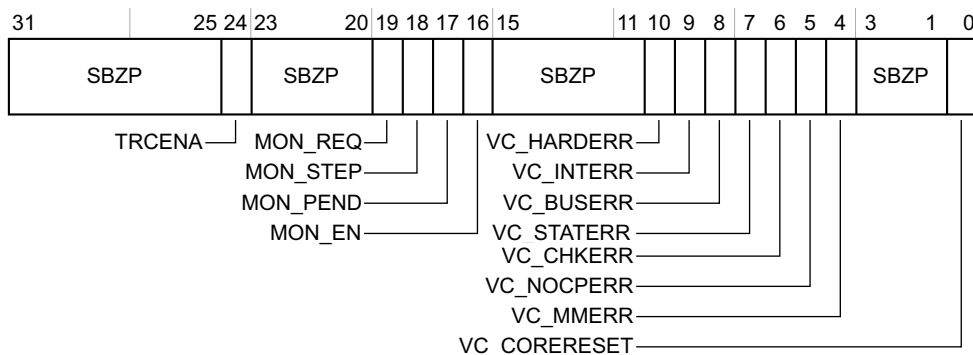 31 25 24 23 20 19 18 17 16 15 11 10 9 8 7 6 5 4 3 1 0
SBZP SBZP SBZP SBZP
TRCENA MON_REQ VC_HARDERR
MON_STEP VC_INTERR
MON_PEND VC_BUSERR
MON_EN VC_STATERR
VC_CHKERR
VC_NOCPERR
VC_MMERR
VC_CORERESET